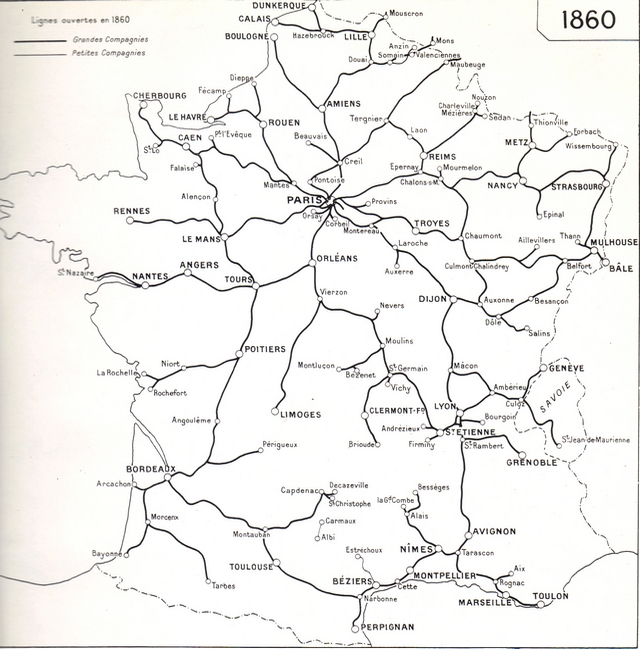 1860
Lignes ouvertes en 1860
Grandes Compagnies
Petites Compagnies
DUNKERQUE
CALAIS
Mouscron
BOULOGNE
Hazebrouck
LILLE
Mons
Anzin
Somain
Valenciennes
Douai
Maubeuge
Dieppe
Fécamp
CHERBOURG
LE HAVRE
ROUEN
AMIENS
Tergnier
Nouzon
Charleville
Mézières
Sedan
Laon
Beauvais
CAEN
Pt l'Évêque
St Lô
Falaise
Creil
REIMS
Thionville
Forbach
METZ
Wissembourg
Mantes
Pontoise
Epernay
Mourmelon
Chalons-s-M.
NANCY
STRASBOURG
PARIS
Provins
Alençon
Orsay
Corbeil
Montereau
TROYES
Epinal
RENNES
LE MANS
Laroche
Chaumont
Aillevillers
Thann
MULHOUSE
Auxerre
Culmont Chalindrey
Belfort
BÂLE
ORLÉANS
St Nazaire
NANTES
ANGERS
TOURS
Vierzon
DIJON
Auxonne
Besançon
Nevers
Dôle
Salins
POITIERS
Moulins
La Rochelle
Niort
Montluçon
Bézenet
St Germain
Mâcon
GENÈVE
Rochefort
Vichy
Ambérieu
Culoz
SAVOIE
LIMOGES
CLERMONT-Fd
LYON
Bourgoin
Angoulême
Andrézieux
ST ETIENNE
St Jean de Maurienne
Périgueux
Brioude
Firminy
St Rambert
GRENOBLE
BORDEAUX
Arcachon
Capdenac
Decazeville
St Christophe
Bességes
la Gd Combe
Alais
Morcenx
Carmaux
Albi
Montauban
AVIGNON
Bayonne
Estréchoux
NÎMES
Tarascon
TOULOUSE
Tarbes
BÉZIERS
MONTPELLIER
Cette
Aix
Rognac
Narbonne
MARSEILLE
TOULON
PERPIGNAN